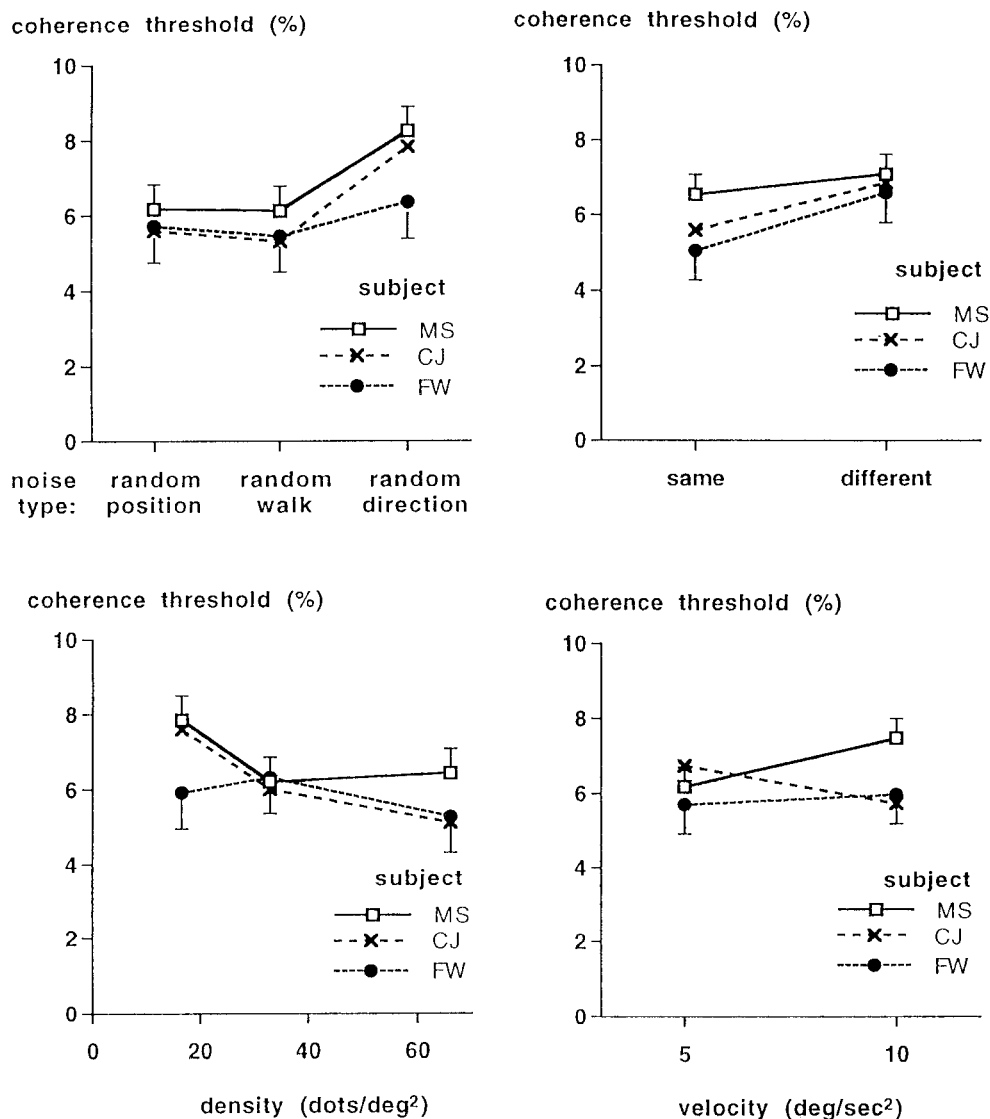 coherence threshold (%)
10
8
6
4
2
0
subject
MS
CJ
FW
noise type:
random position
random walk
random direction
coherence threshold (%)
10
8
6
4
2
0
subject
MS
CJ
FW
same
different
coherence threshold (%)
10
8
6
4
2
0
subject
MS
CJ
FW
0 20 40 60
density (dots/deg²)
coherence threshold (%)
10
8
6
4
2
0
subject
MS
CJ
FW
5 10
velocity (deg/sec²)